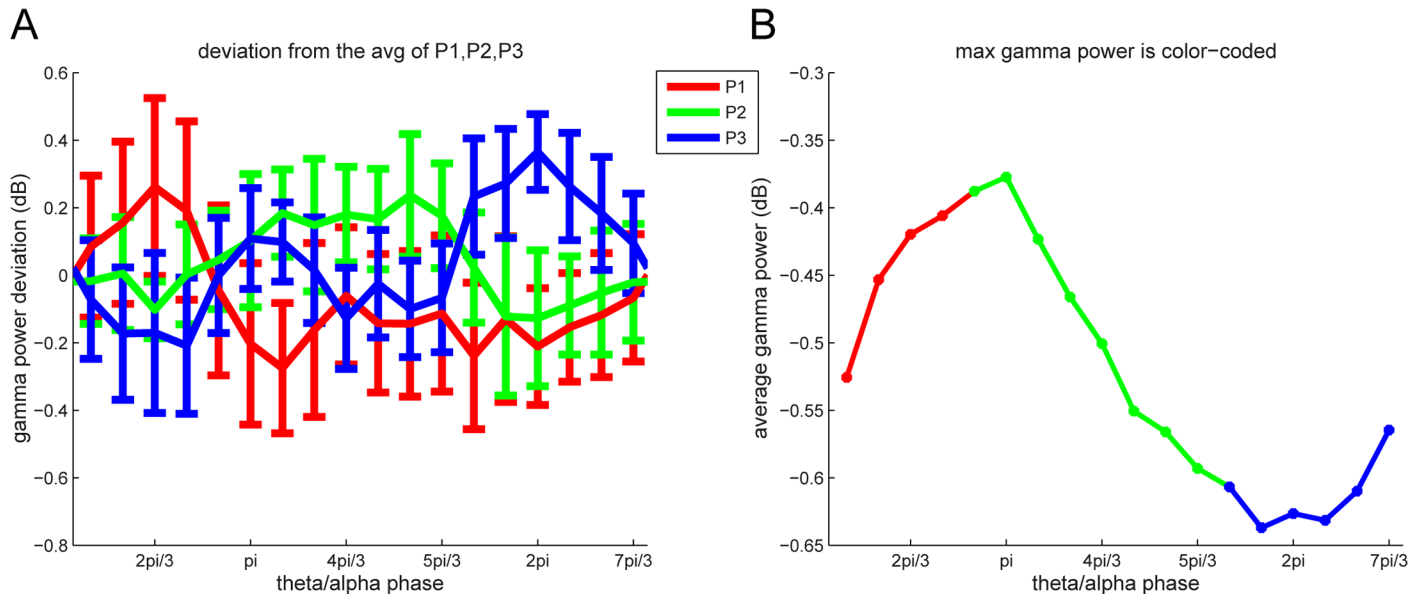 A
deviation from the avg of P1,P2,P3
gamma power deviation (dB)
0.6
0.4
0.2
0
−0.2
−0.4
−0.6
−0.8
2pi/3
pi
4pi/3
5pi/3
2pi
7pi/3
theta/alpha phase
P1
P2
P3
B
max gamma power is color−coded
average gamma power (dB)
−0.3
−0.35
−0.4
−0.45
−0.5
−0.55
−0.6
−0.65
2pi/3
pi
4pi/3
5pi/3
2pi
7pi/3
theta/alpha phase